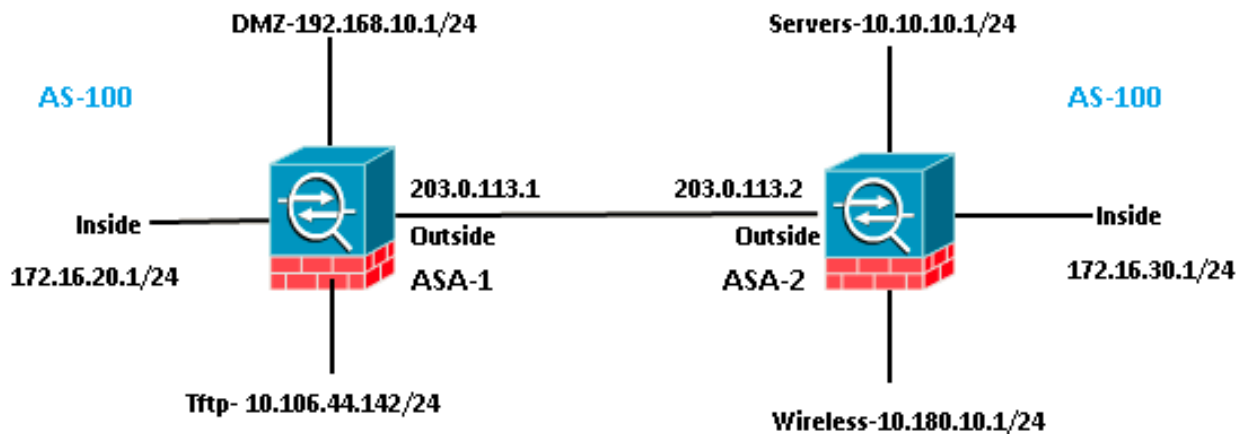 DMZ-192.168.10.1/24
Servers-10.10.10.1/24
AS-100
AS-100
203.0.113.1
203.0.113.2
Inside
Outside
Outside
Inside
172.16.20.1/24
ASA-1
ASA-2
172.16.30.1/24
Tftp- 10.106.44.142/24
Wireless-10.180.10.1/24